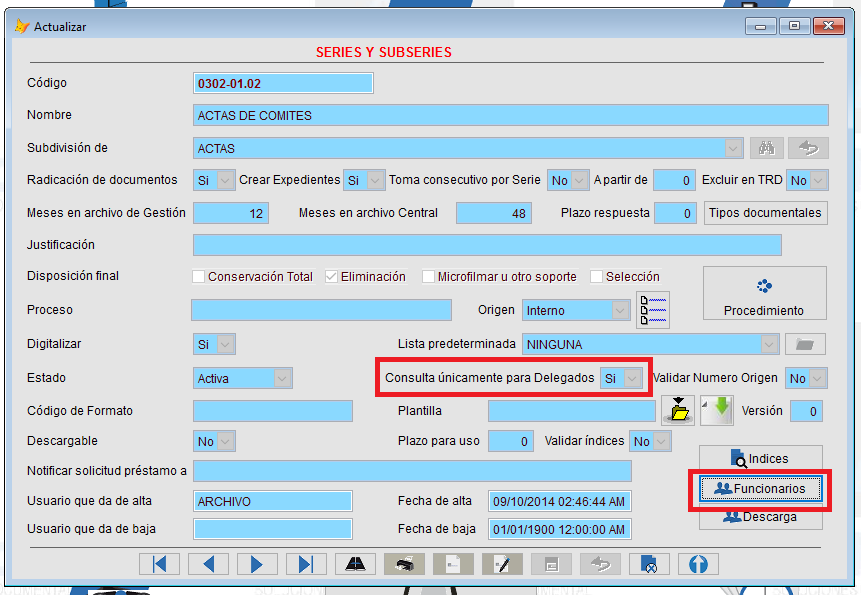 Actualizar
SERIES Y SUBSERIES
Código 0302-01.02
Nombre ACTAS DE COMITES
Subdivisión de ACTAS
Radicación de documentos Si Crear Expedientes Si Toma consecutivo por Serie No A partir de 0 Excluir en TRD No
Meses en archivo de Gestión 12 Meses en archivo Central 48 Plazo respuesta 0 Tipos documentales
Justificación
Disposición final Conservación Total Eliminación Microfilmar u otro soporte Selección
Proceso Origen Interno Procedimiento
Digitalizar Si Lista predeterminada NINGUNA
Estado Activa Consulta únicamente para Delegados Si Validar Numero Origen No
Código de Formato Plantilla Versión 0
Descargable No Plazo para uso 0 Validar índices No
Indices
Notificar solicitud préstamo a
Funcionarios
Usuario que da de alta ARCHIVO Fecha de alta 09/10/2014 02:46:44 AM
Descarga
Usuario que da de baja Fecha de baja 01/01/1900 12:00:00 AM